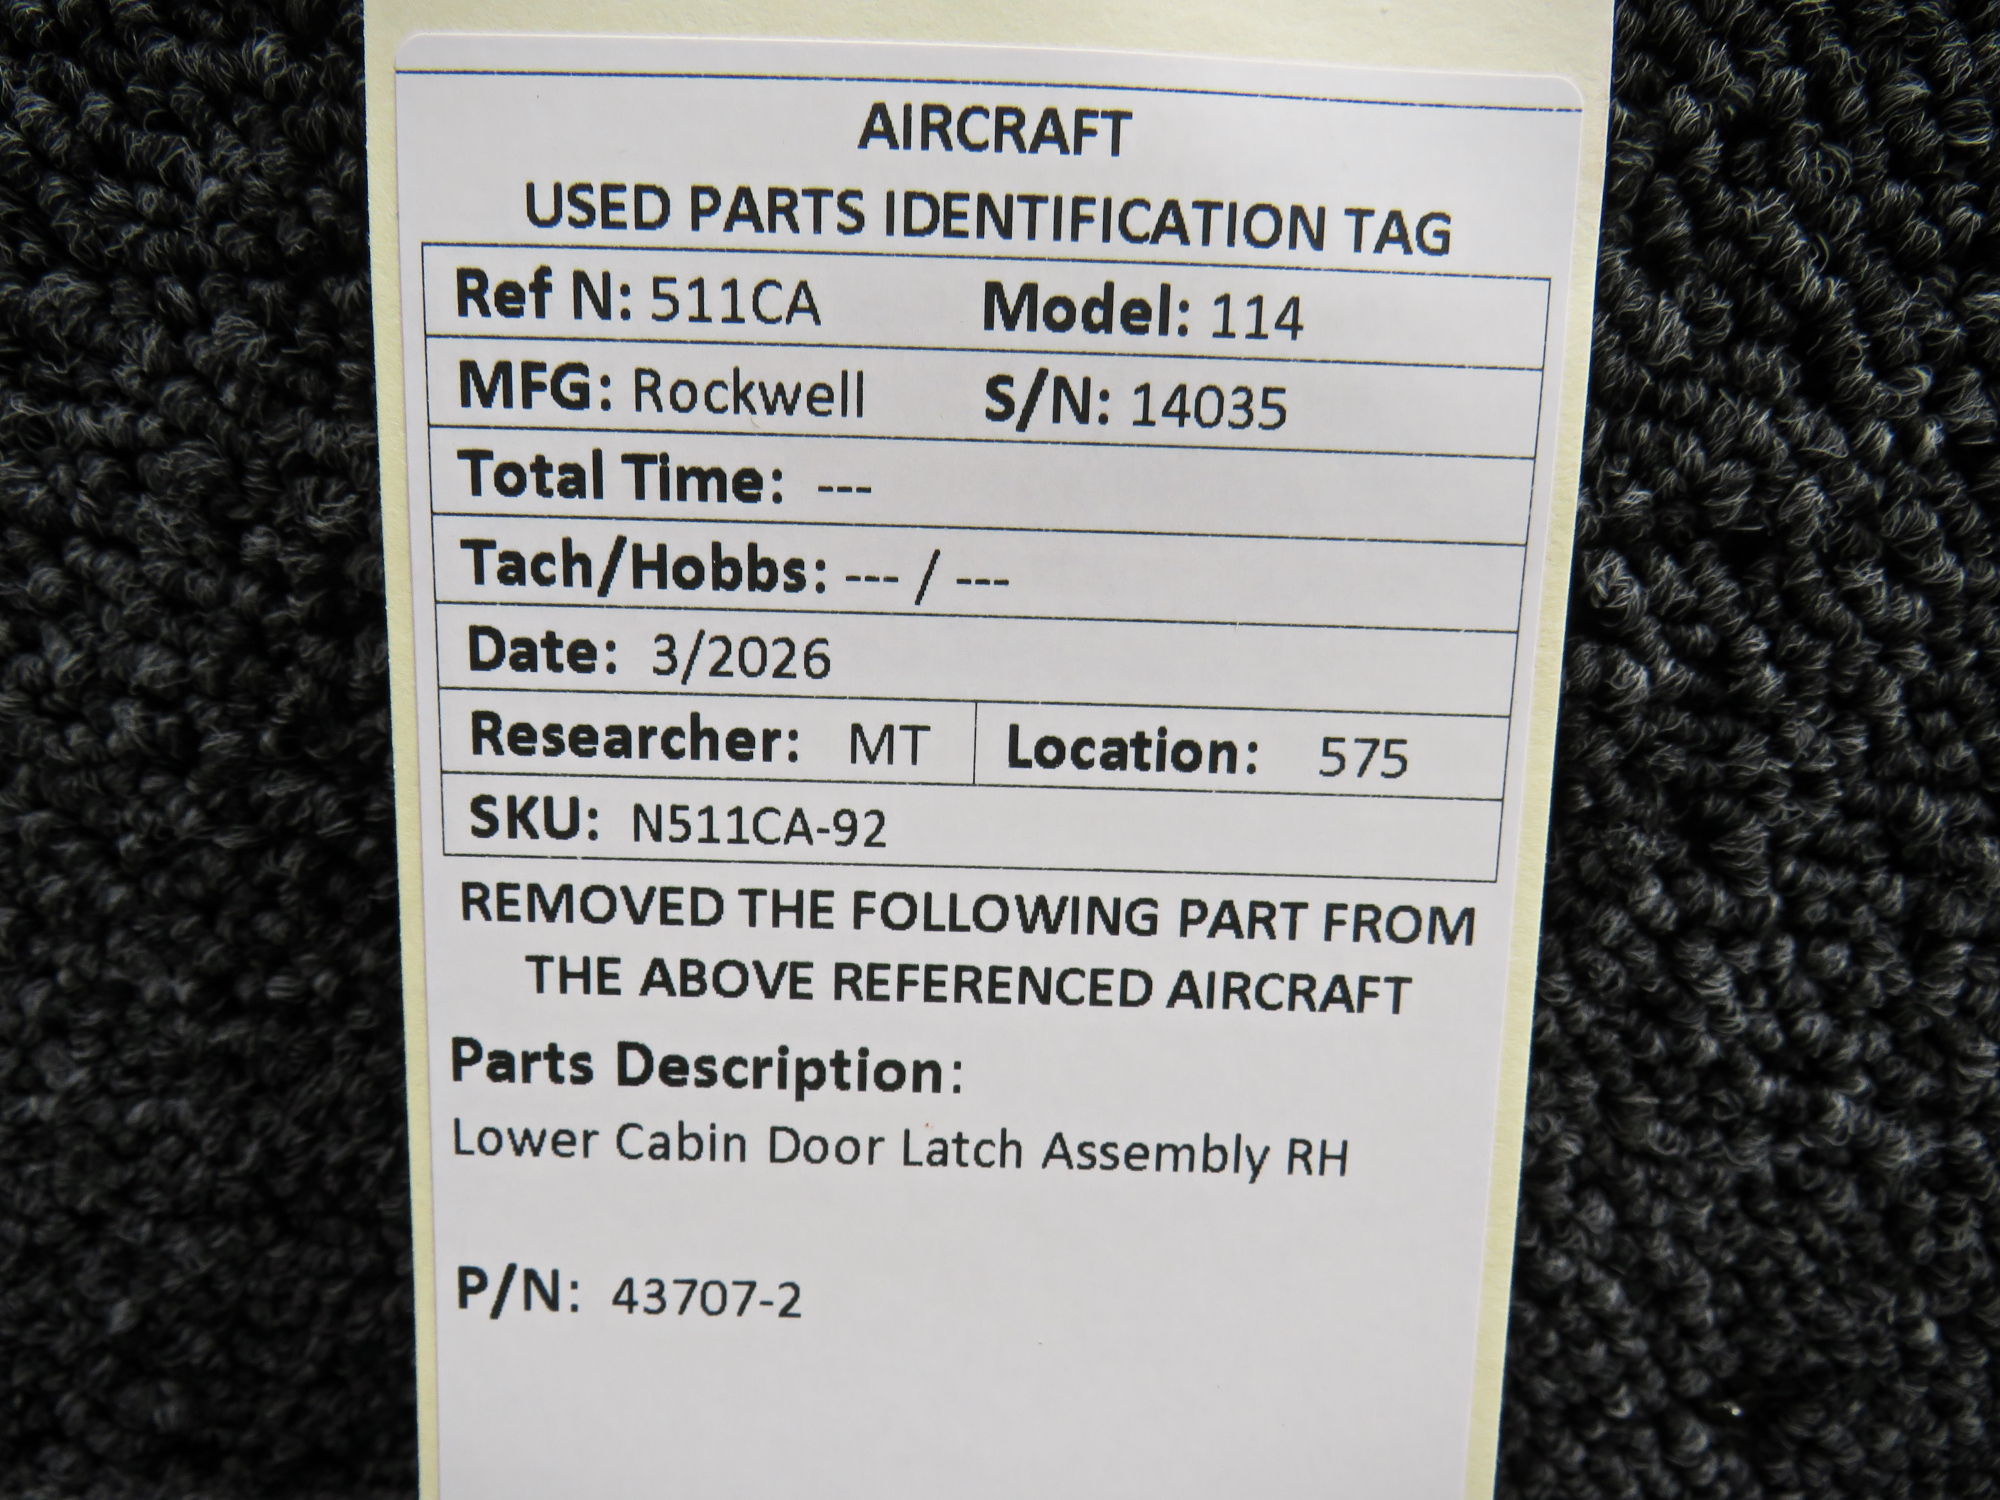 AIRCRAFT
USED PARTS IDENTIFICATION TAG
Ref N: 511CA Model: 114
MFG: Rockwell S/N: 14035
Total Time: ---
Tach/Hobbs: --- / ---
Date: 3/2026
Researcher: MT Location: 575
SKU: N511CA-92
REMOVED THE FOLLOWING PART FROM
THE ABOVE REFERENCED AIRCRAFT
Parts Description:
Lower Cabin Door Latch Assembly RH
P/N: 43707-2